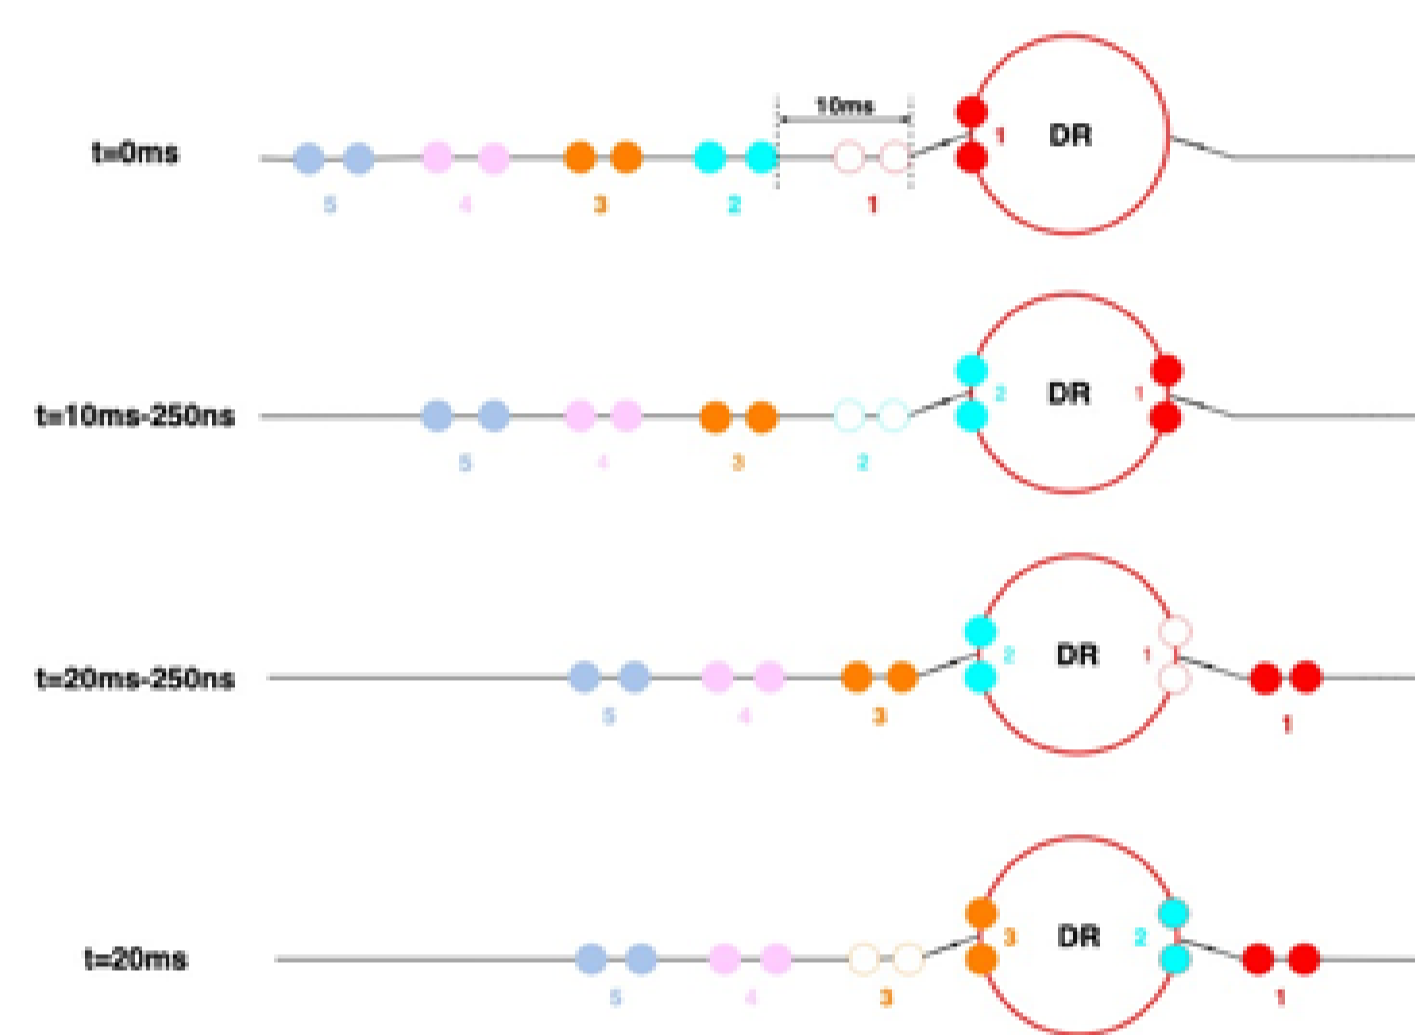 10ms
t=0ms 1 DR
5 4 3 2 1
t=10ms-250ns 2 DR 1
5 4 3 2
t=20ms-250ns 2 DR 1
5 4 3 1
t=20ms 3 DR 2
5 4 3 1